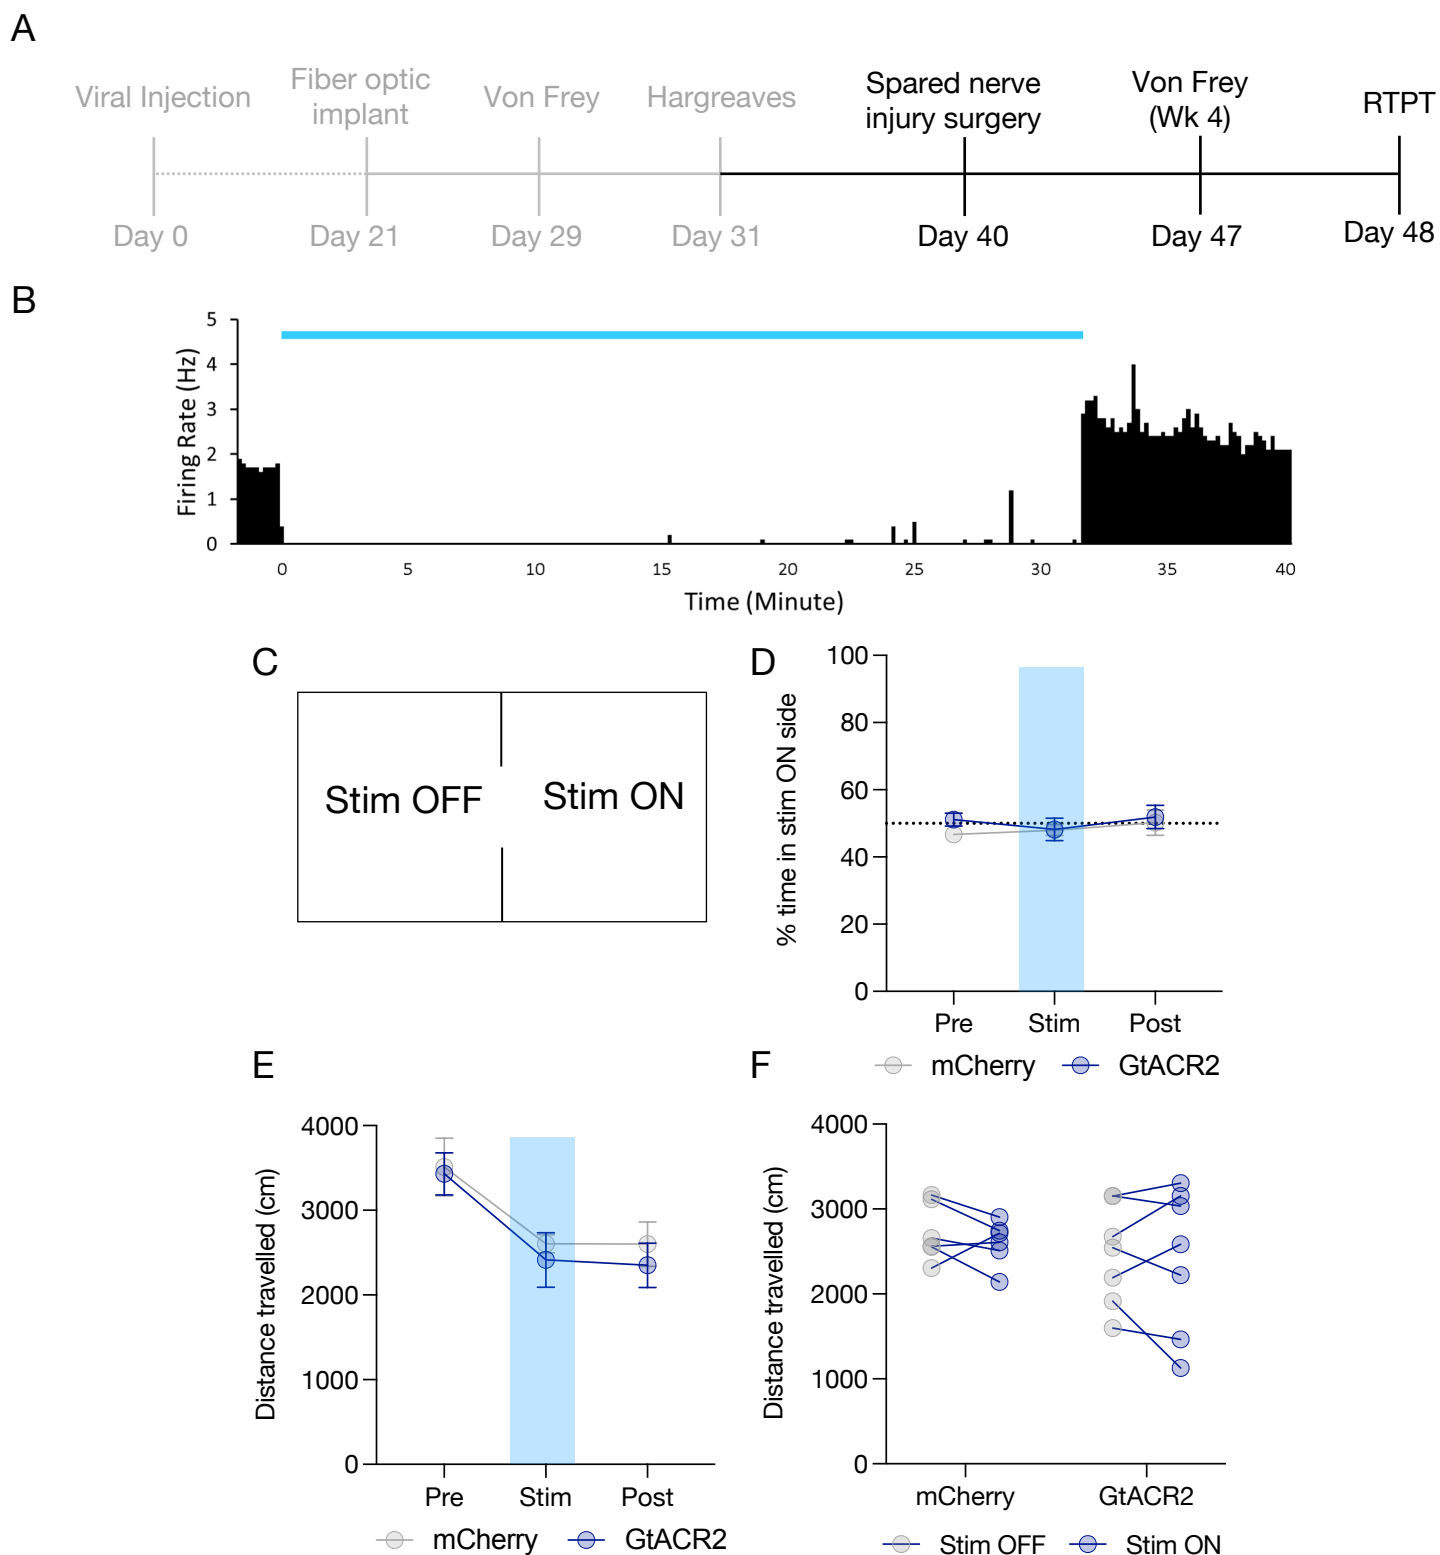 A
Viral Injection
Fiber optic
implant
Von Frey
Hargreaves
Spared nerve
injury surgery
Von Frey
(Wk 4)
RTPT
Day 0
Day 21
Day 29
Day 31
Day 40
Day 47
Day 48
B
Firing Rate (Hz)
5
4
3
2
1
0
0 5 10 15 20 25 30 35 40
Time (Minute)
C
Stim OFF
Stim ON
D
% time in stim ON side
100
80
60
40
20
0
Pre Stim Post
mCherry GtACR2
E
Distance travelled (cm)
4000
3000
2000
1000
0
Pre Stim Post
mCherry GtACR2
F
Distance travelled (cm)
4000
3000
2000
1000
0
mCherry GtACR2
Stim OFF Stim ON